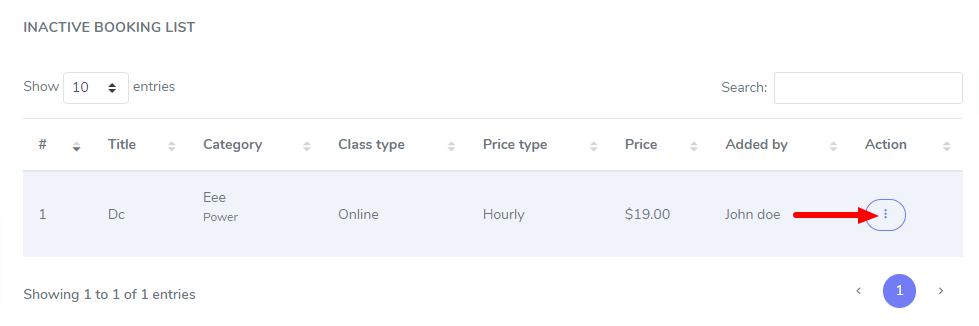 INACTIVE BOOKING LIST
Show 10 entries Search:
# Title Category Class type Price type Price Added by Action
1 Dc Eee Online Hourly $19.00 John doe
Power
Showing 1 to 1 of 1 entries ‹ 1 ›